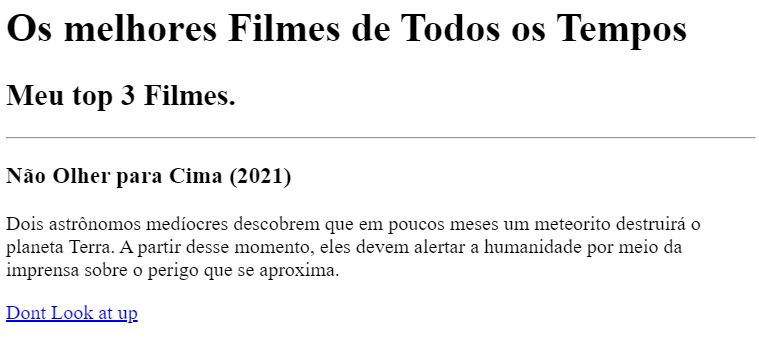 Os melhores Filmes de Todos os Tempos
Meu top 3 Filmes.
Não Olher para Cima (2021)
Dois astrônomos medíocres descobrem que em poucos meses um meteorito destruirá o
planeta Terra. A partir desse momento, eles devem alertar a humanidade por meio da
imprensa sobre o perigo que se aproxima.
Dont Look at up